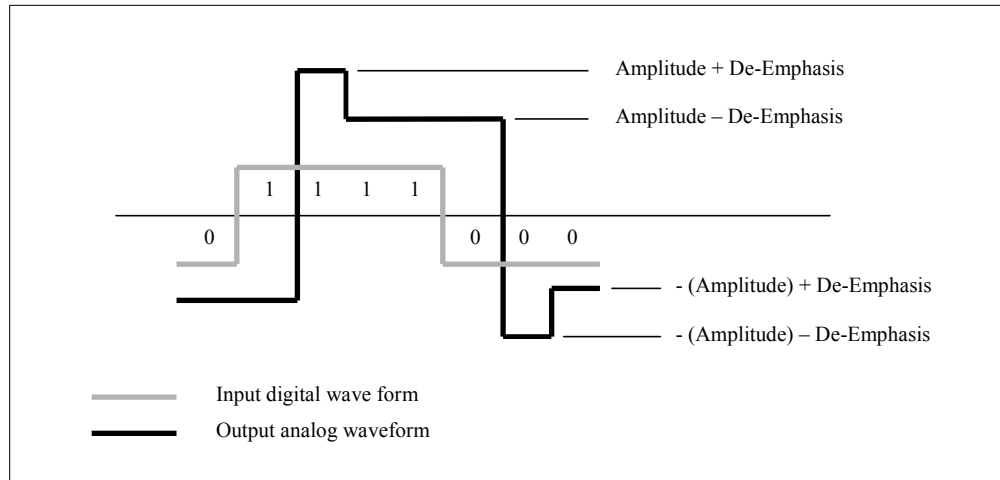 Amplitude + De-Emphasis
Amplitude – De-Emphasis
1 1 1 1
0 0 0 0
- (Amplitude) + De-Emphasis
- (Amplitude) – De-Emphasis
Input digital wave form
Output analog waveform